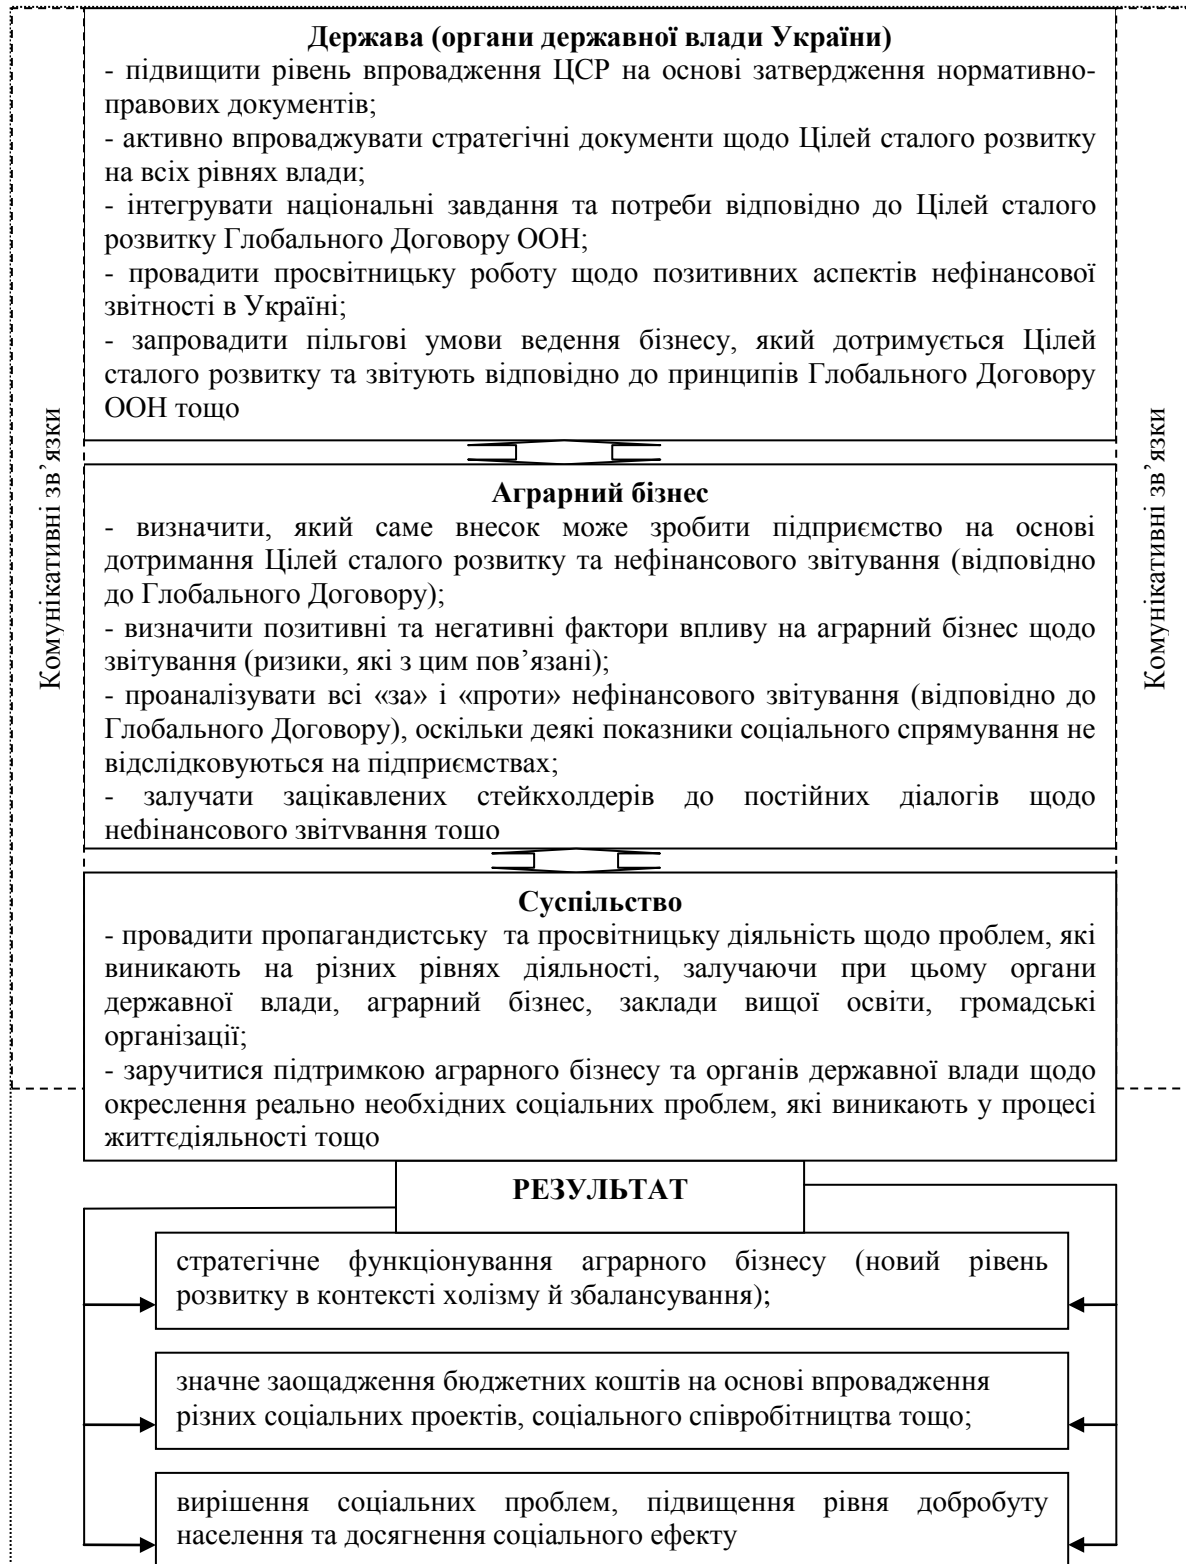 Держава (органи державної влади України)
- підвищити рівень впровадження ЦСР на основі затвердження нормативно-
правових документів;
- активно впроваджувати стратегічні документи щодо Цілей сталого розвитку
на всіх рівнях влади;
- інтегрувати національні завдання та потреби відповідно до Цілей сталого
розвитку Глобального Договору ООН;
- провадити просвітницьку роботу щодо позитивних аспектів нефінансової
звітності в Україні;
- запровадити пільгові умови ведення бізнесу, який дотримується Цілей
сталого розвитку та звітують відповідно до принципів Глобального Договору
ООН тощо
Комунікативні зв’язки
Комунікативні зв’язки
Аграрний бізнес
- визначити, який саме внесок може зробити підприємство на основі
дотримання Цілей сталого розвитку та нефінансового звітування (відповідно
до Глобального Договору);
- визначити позитивні та негативні фактори впливу на аграрний бізнес щодо
звітування (ризики, які з цим пов’язані);
- проаналізувати всі «за» і «проти» нефінансового звітування (відповідно до
Глобального Договору), оскільки деякі показники соціального спрямування не
відслідковуються на підприємствах;
- залучати зацікавлених стейкхолдерів до постійних діалогів щодо
нефінансового звітування тощо
Суспільство
- провадити пропагандистську та просвітницьку діяльність щодо проблем, які
виникають на різних рівнях діяльності, залучаючи при цьому органи
державної влади, аграрний бізнес, заклади вищої освіти, громадські
організації;
- заручитися підтримкою аграрного бізнесу та органів державної влади щодо
окреслення реально необхідних соціальних проблем, які виникають у процесі
життєдіяльності тощо
РЕЗУЛЬТАТ
стратегічне функціонування аграрного бізнесу (новий рівень
розвитку в контексті холізму й збалансування);
значне заощадження бюджетних коштів на основі впровадження
різних соціальних проектів, соціального співробітництва тощо;
вирішення соціальних проблем, підвищення рівня добробуту
населення та досягнення соціального ефекту